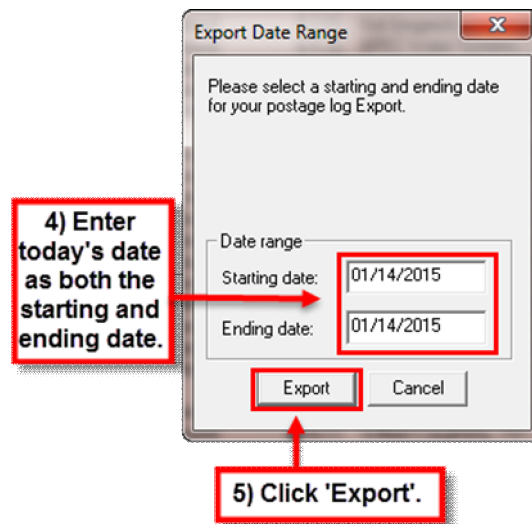 Export Date Range
Please select a starting and ending date
for your postage log Export.
4) Enter
today's date
as both the
starting and
ending date.
Date range
Starting date: 01/14/2015
Ending date: 01/14/2015
Export Cancel
5) Click 'Export'.